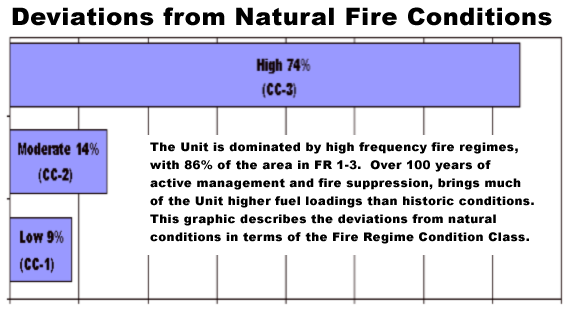 Deviations from Natural Fire Conditions
High 74%
(CC-3)
Moderate 14%
(CC-2)
The Unit is dominated by high frequency fire regimes,
with 86% of the area in FR 1-3. Over 100 years of
active management and fire suppression, brings much
of the Unit higher fuel loadings than historic conditions.
This graphic describes the deviations from natural
conditions in terms of the Fire Regime Condition Class.
Low 9%
(CC-1)